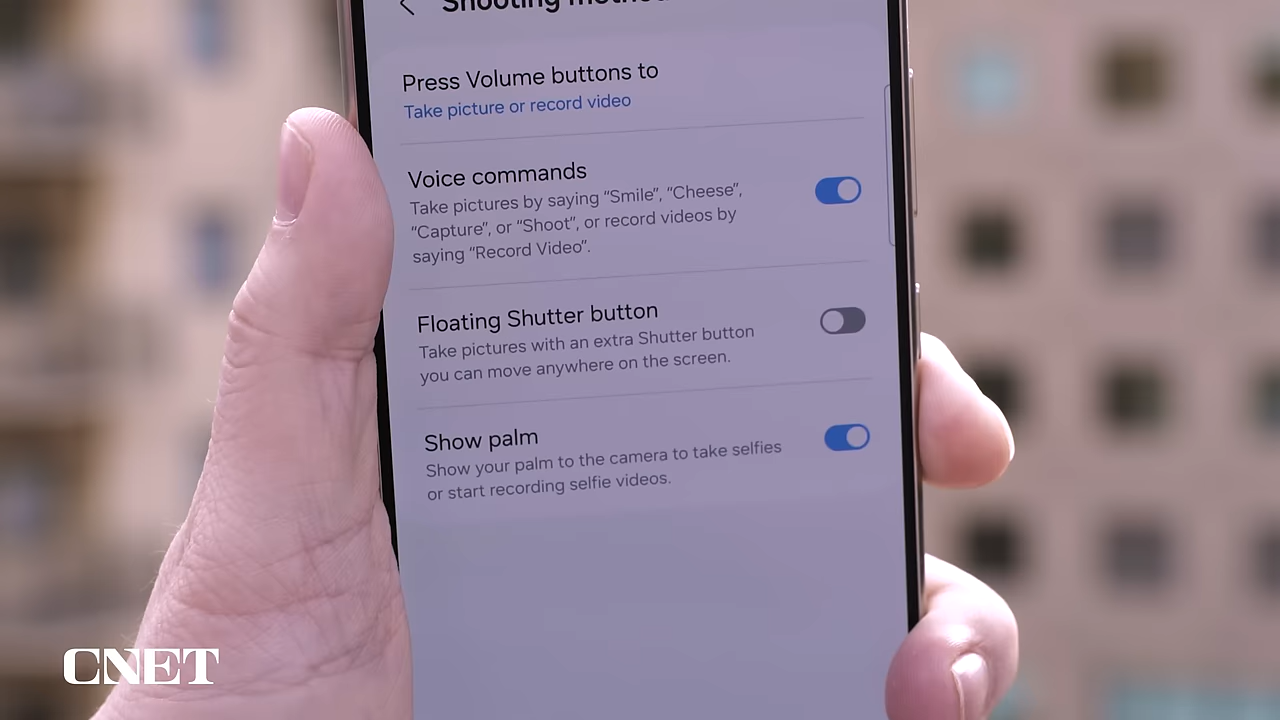 Shooting
Press Volume buttons to
Take picture or record video
Voice commands
Take pictures by saying “Smile”, “Cheese”,
“Capture”, or “Shoot”, or record videos by
saying “Record Video”.
Floating Shutter button
Take pictures with an extra Shutter button
you can move anywhere on the screen.
Show palm
Show your palm to the camera to take selfies
or start recording selfie videos.
CNET